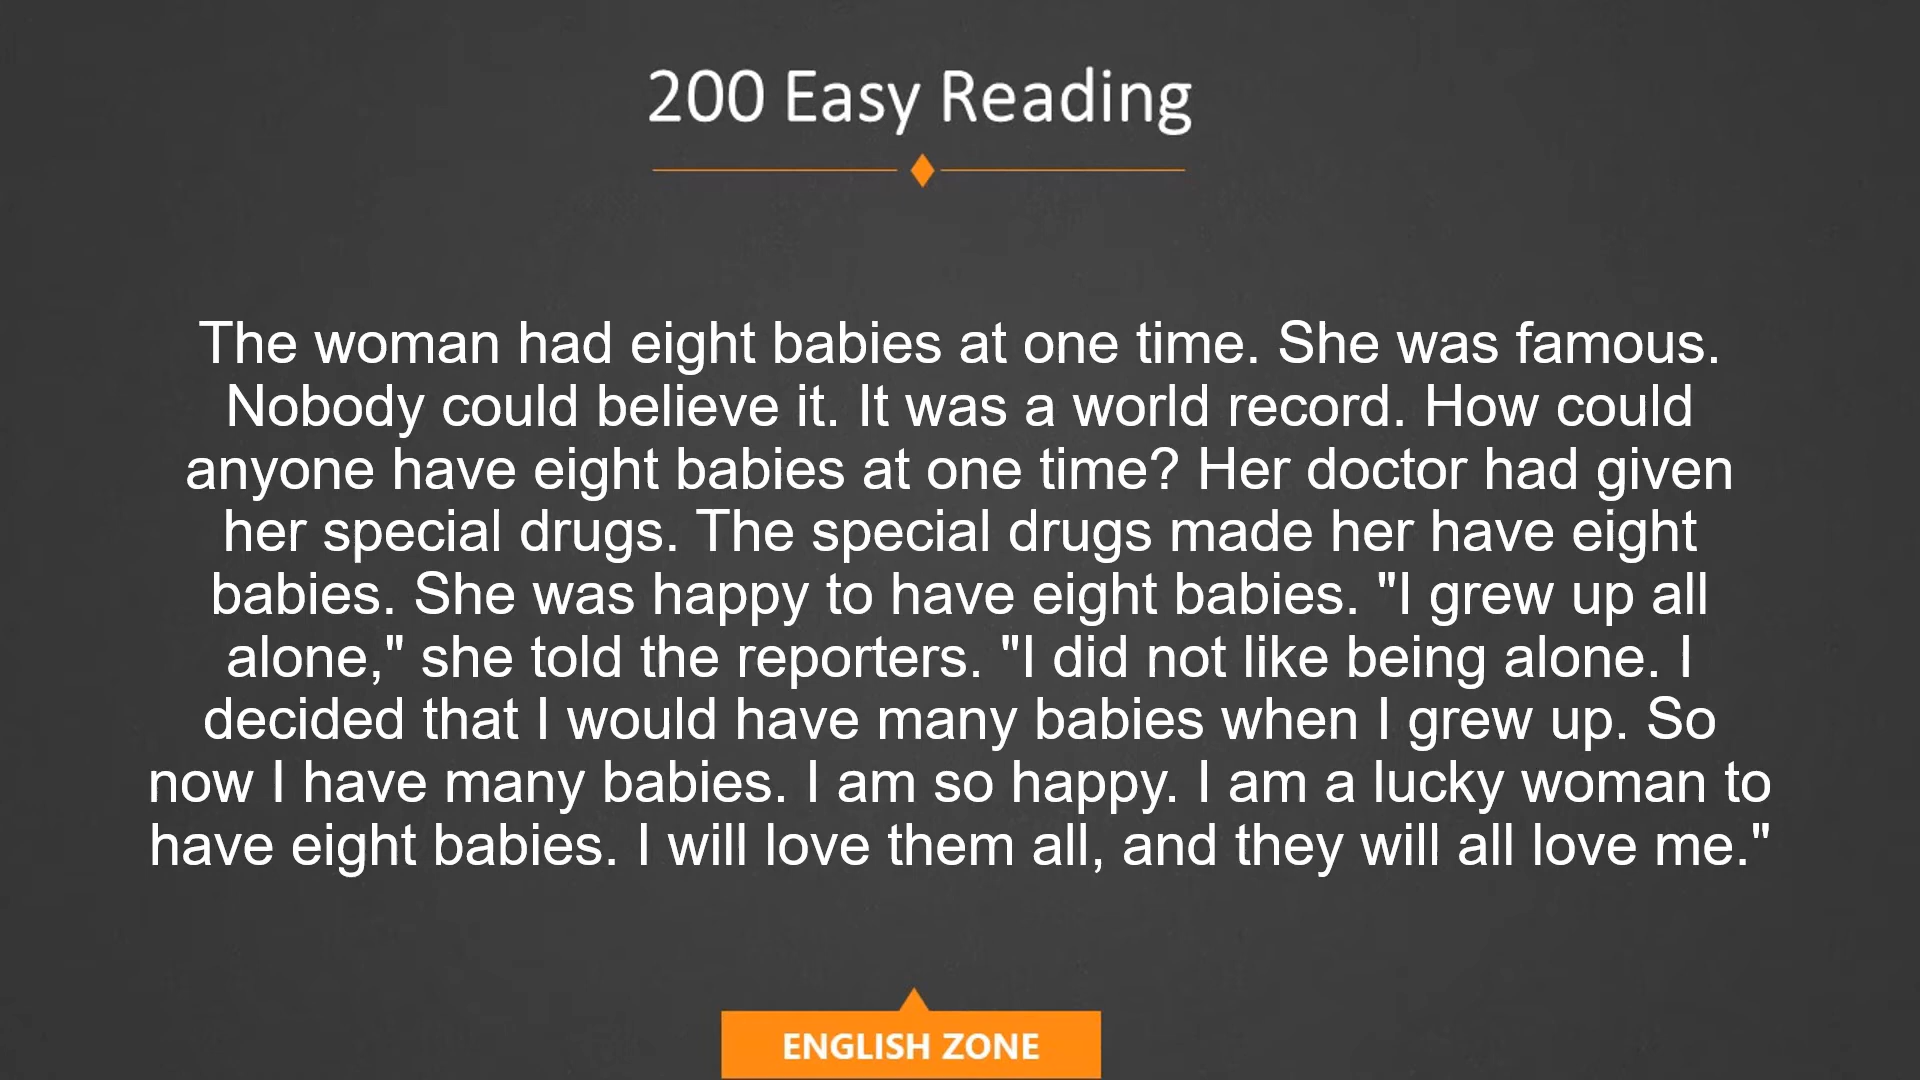 200 Easy Reading
The woman had eight babies at one time. She was famous.
Nobody could believe it. It was a world record. How could
anyone have eight babies at one time? Her doctor had given
her special drugs. The special drugs made her have eight
babies. She was happy to have eight babies. "I grew up all
alone," she told the reporters. "I did not like being alone. I
decided that I would have many babies when I grew up. So
now I have many babies. I am so happy. I am a lucky woman to
have eight babies. I will love them all, and they will all love me."
ENGLISH ZONE